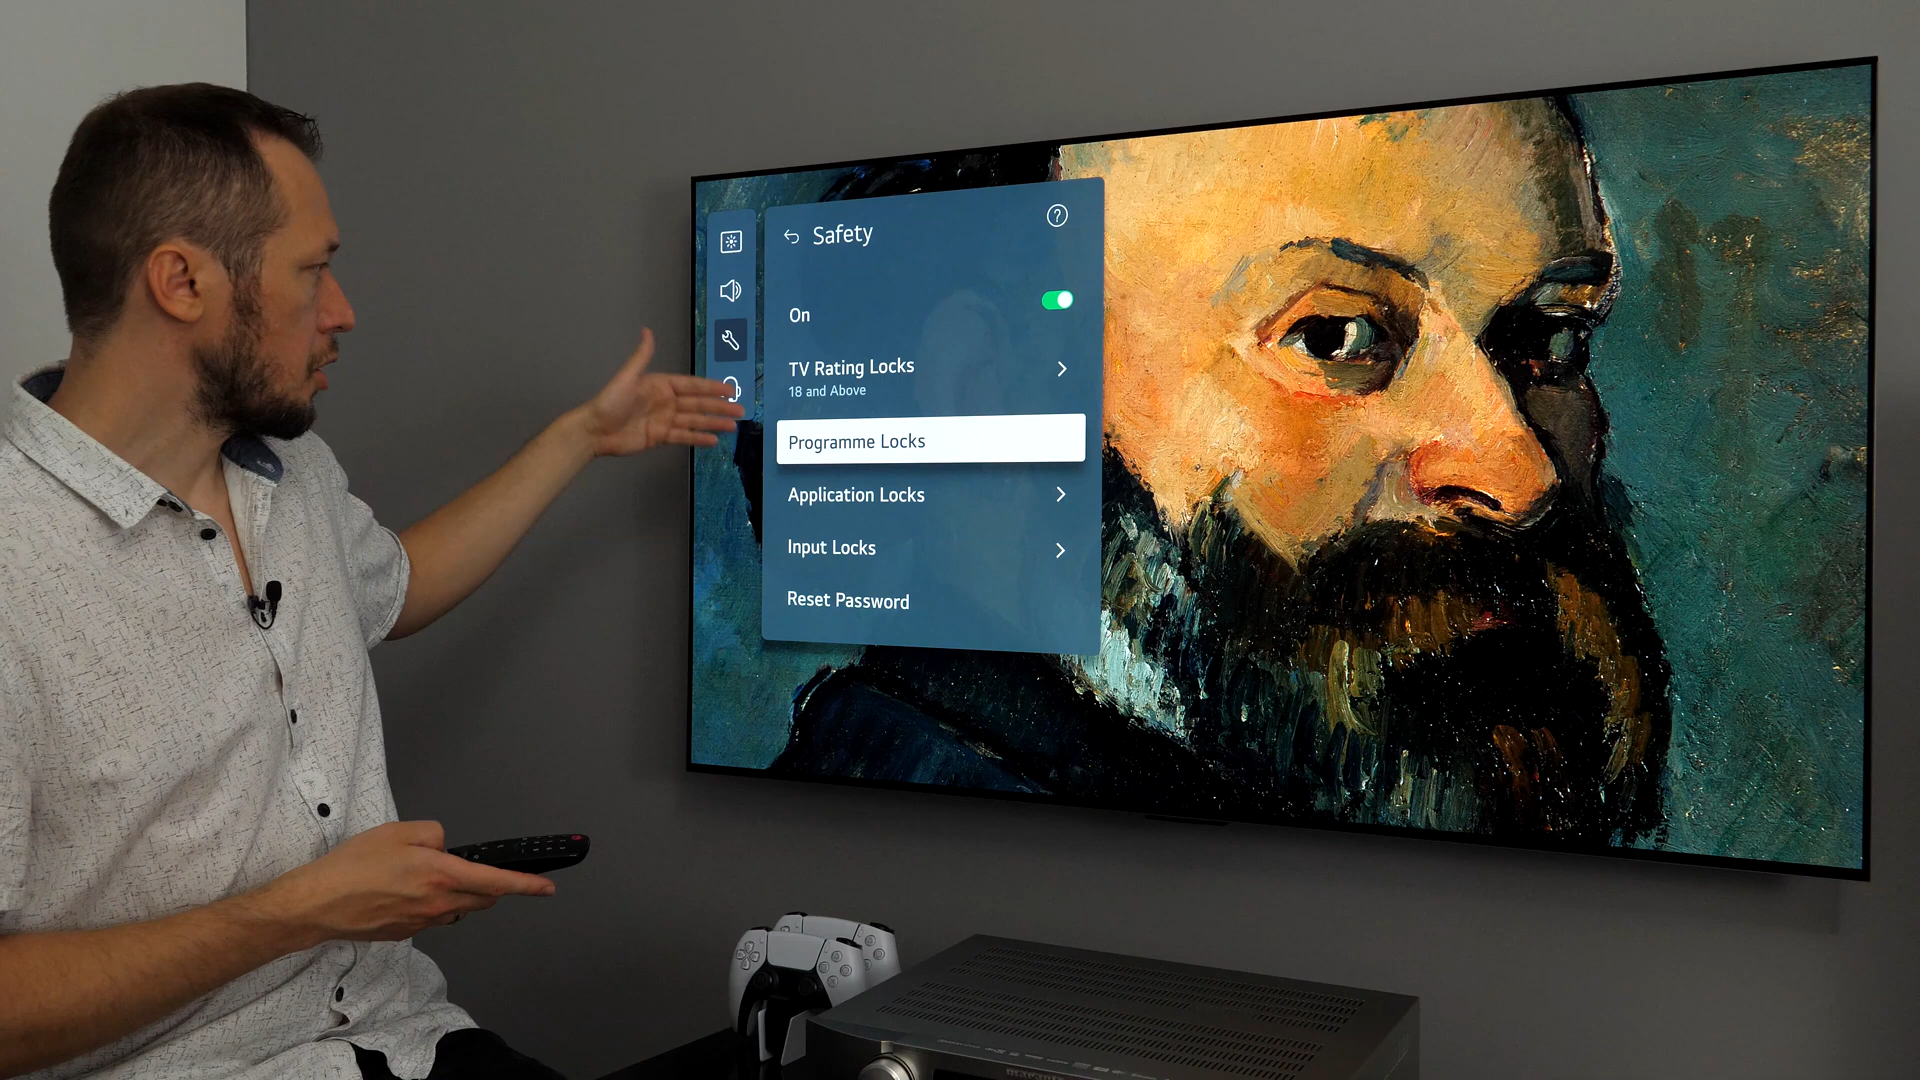 Safety
?
On
TV Rating Locks
18 and Above
Programme Locks
Application Locks
Input Locks
Reset Password